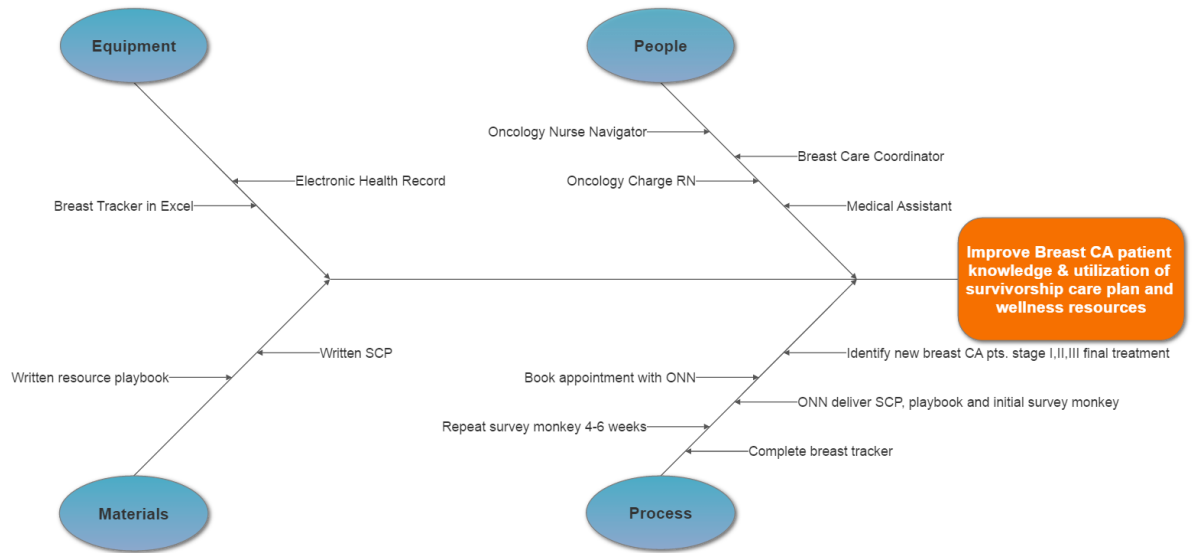 Equipment
People
Oncology Nurse Navigator
Breast Care Coordinator
Electronic Health Record
Oncology Charge RN
Breast Tracker in Excel
Medical Assistant
Improve Breast CA patient
knowledge & utilization of
survivorship care plan and
wellness resources
Written SCP
Identify new breast CA pts. stage I,II,III final treatment
Written resource playbook
Book appointment with ONN
ONN deliver SCP, playbook and initial survey monkey
Repeat survey monkey 4-6 weeks
Complete breast tracker
Materials
Process